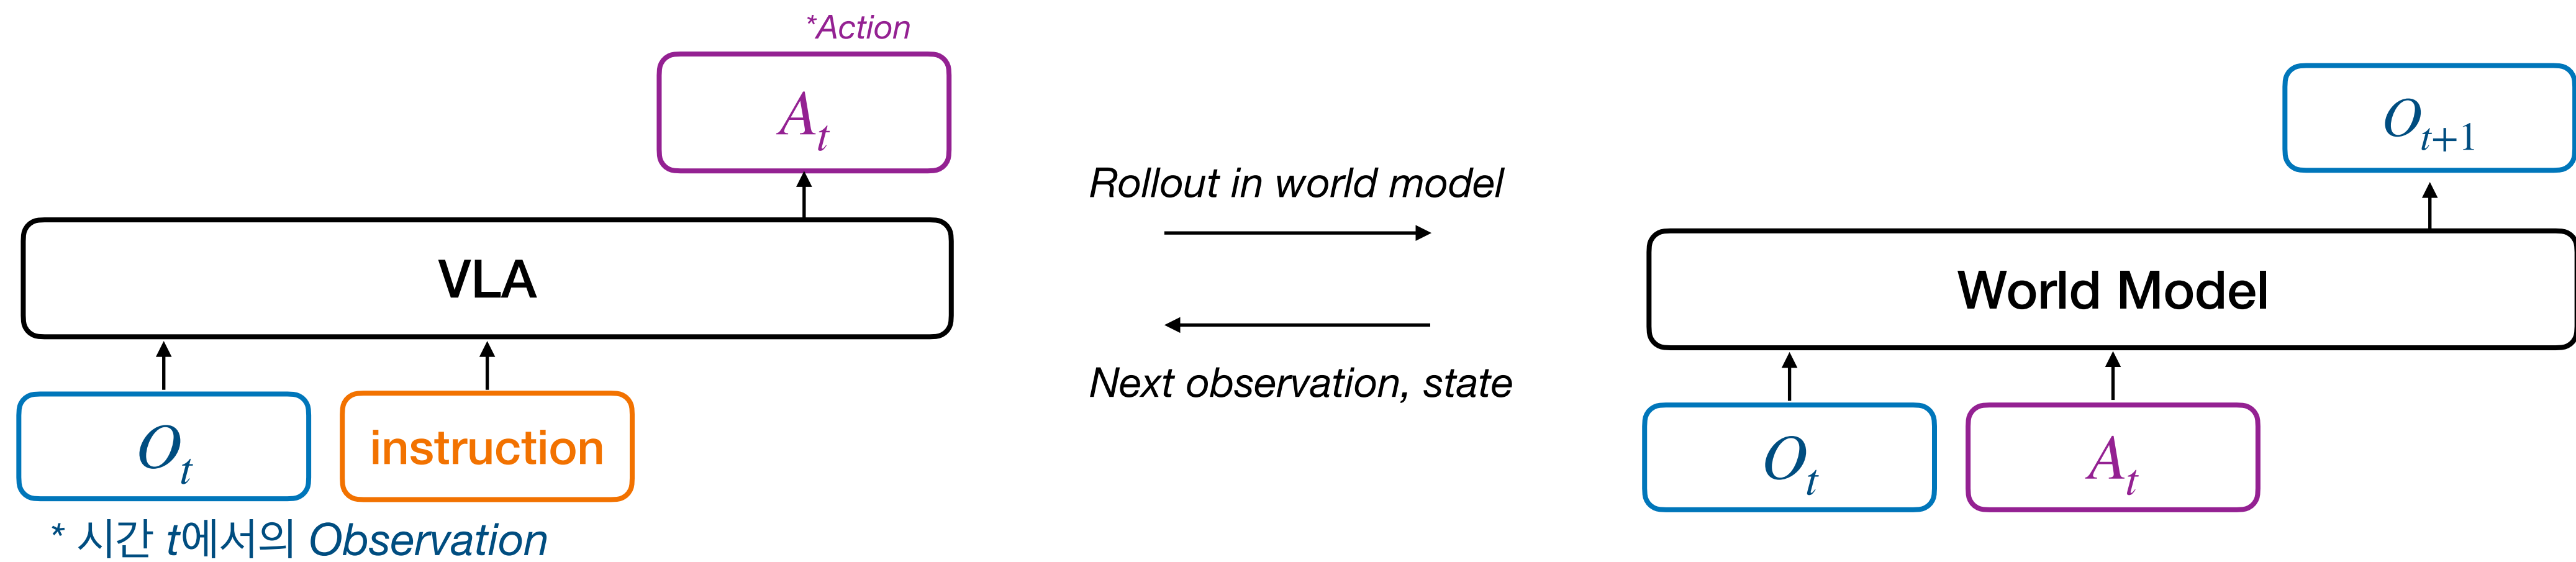 *Action
A_t
VLA
O_t
instruction
* 시간 t에서의 Observation
Rollout in world model
Next observation, state
O_{t+1}
World Model
O_t
A_t